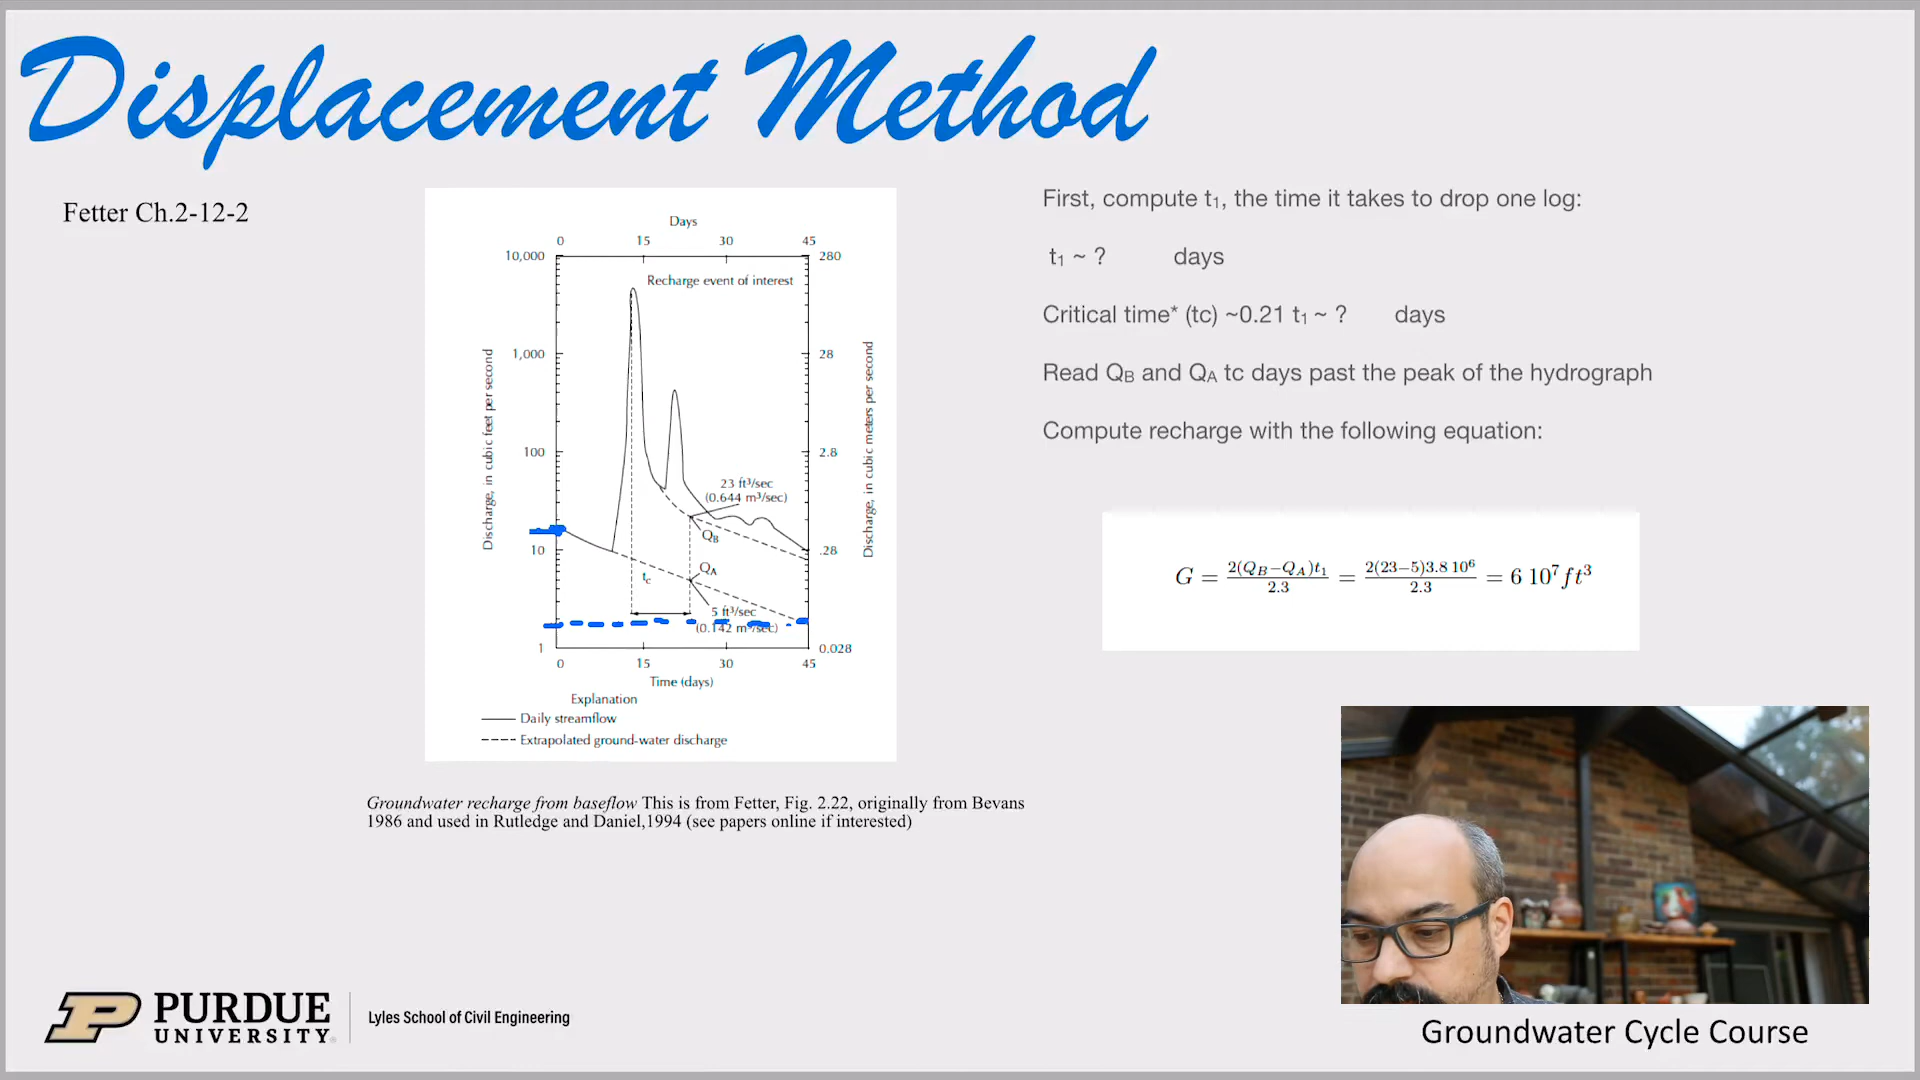 Displacement Method
Fetter Ch.2-12-2
Days
0 15 30 45
10,000 280
Recharge event of interest
1,000 28
100 2.8
10 .28
1 0.028
Discharge, in cubic feet per second
Discharge, in cubic meters per second
23 ft³/sec
(0.644 m³/sec)
QB
QA
tc
5 ft³/sec
(0.142 m³/sec)
0 15 30 45
Time (days)
Explanation
Daily streamflow
Extrapolated ground-water discharge
Groundwater recharge from baseflow This is from Fetter, Fig. 2.22, originally from Bevans
1986 and used in Rutledge and Daniel,1994 (see papers online if interested)
First, compute t₁, the time it takes to drop one log:
t₁ ~ ? days
Critical time* (tc) ~0.21 t₁ ~ ? days
Read QB and QA tc days past the peak of the hydrograph
Compute recharge with the following equation:
G = 2(QB−QA)t₁/2.3 = 2(23−5)3.8 10⁶/2.3 = 6 10⁷ft³
PURDUE
UNIVERSITY
Lyles School of Civil Engineering
Groundwater Cycle Course